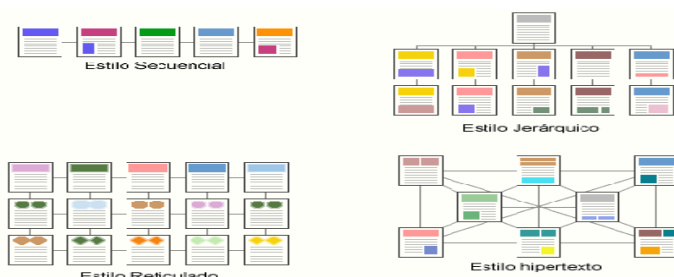 Estilo Secuencial
Estilo Jerárquico
Estilo Reticulado
Estilo hipertexto